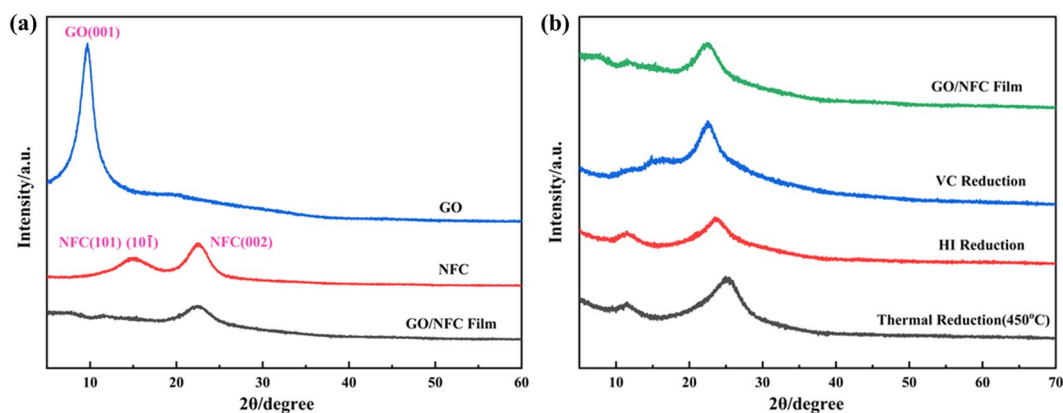 (a)
GO(001)
GO
NFC(101) (101̄)
NFC(002)
NFC
GO/NFC Film
Intensity/a.u.
10
20
30
40
50
60
2θ/degree
(b)
GO/NFC Film
VC Reduction
HI Reduction
Thermal Reduction(450°C)
Intensity/a.u.
10
20
30
40
50
60
70
2θ/degree